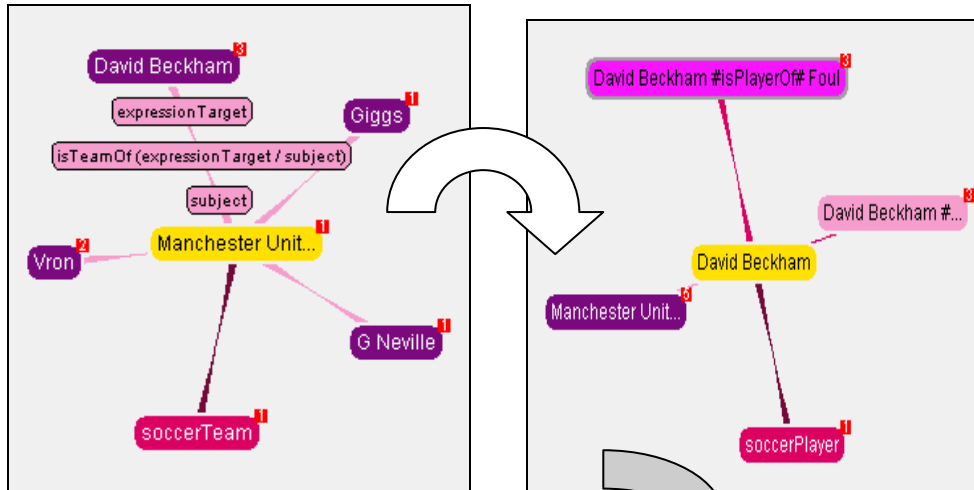 David Beckham
3
expressionTarget
Giggs
1
isTeamOf (expressionTarget / subject)
subject
Manchester Unit...
1
Vron
2
G Neville
1
soccerTeam
1
David Beckham #isPlayerOf# Foul
3
David Beckham #...
3
David Beckham
Manchester Unit...
6
soccerPlayer
1